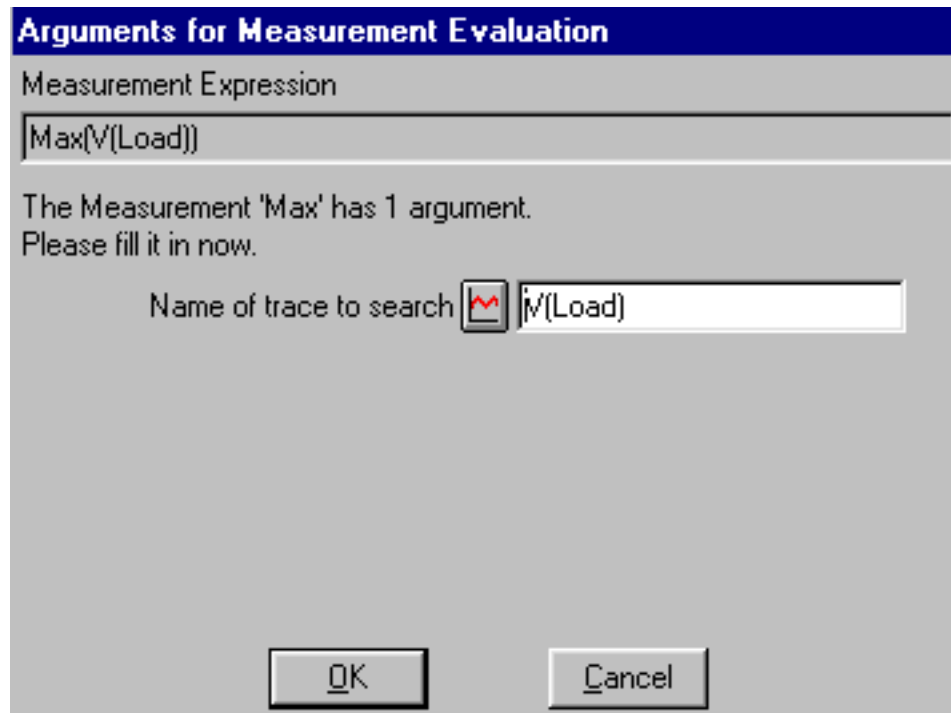 Arguments for Measurement Evaluation
Measurement Expression
Max(V(Load))
The Measurement 'Max' has 1 argument.
Please fill it in now.
Name of trace to search V(Load)
OK Cancel